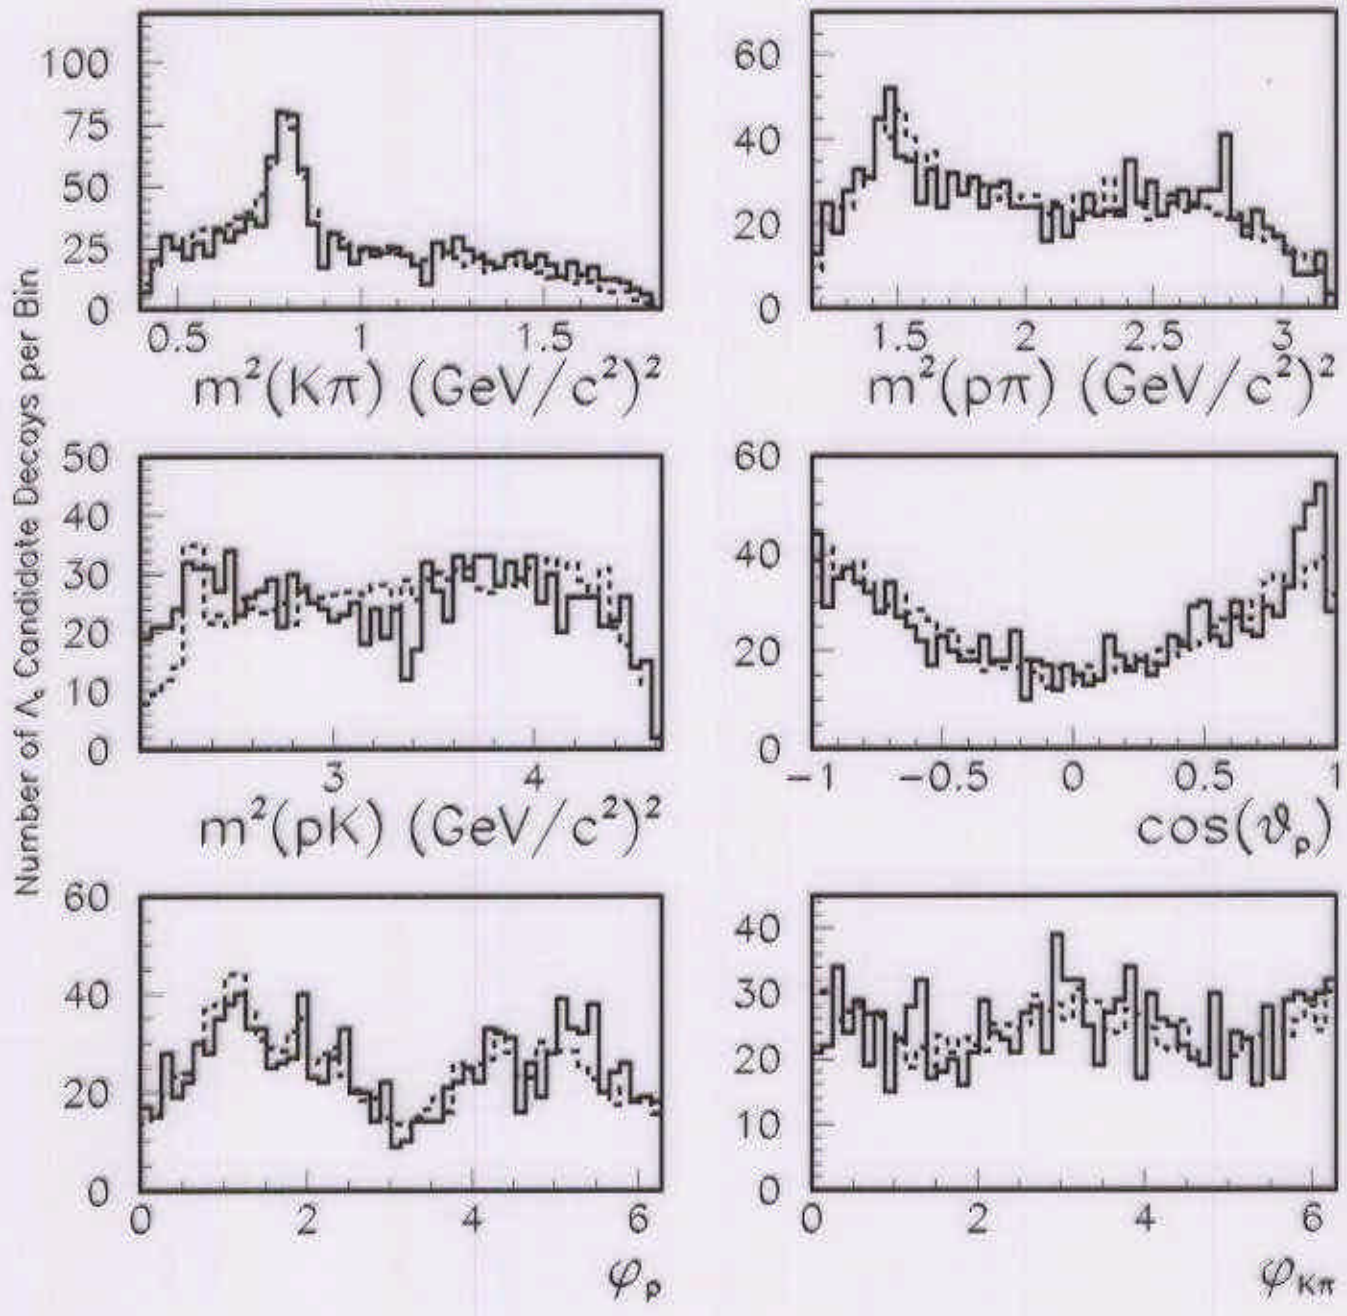 Number of Λc Candidate Decays per Bin
100
75
50
25
0
0.5 1 1.5
m²(Kπ) (GeV/c²)²
60
40
20
0
1.5 2 2.5 3
m²(pπ) (GeV/c²)²
50
40
30
20
10
0
3 4
m²(pK) (GeV/c²)²
60
40
20
0
−1 −0.5 0 0.5 1
cos(ϑp)
60
40
20
0
0 2 4 6
φp
40
30
20
10
0
0 2 4 6
φKπ